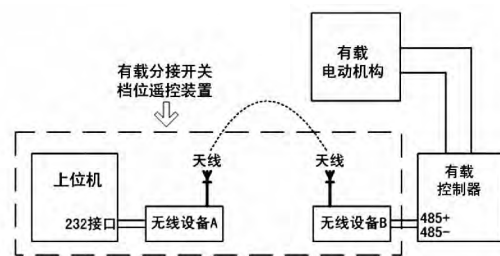 有载
电动机构
有载分接开关
档位遥控装置
天线
天线
上位机
232接口
无线设备A
无线设备B
有载
控制器
485+
485-